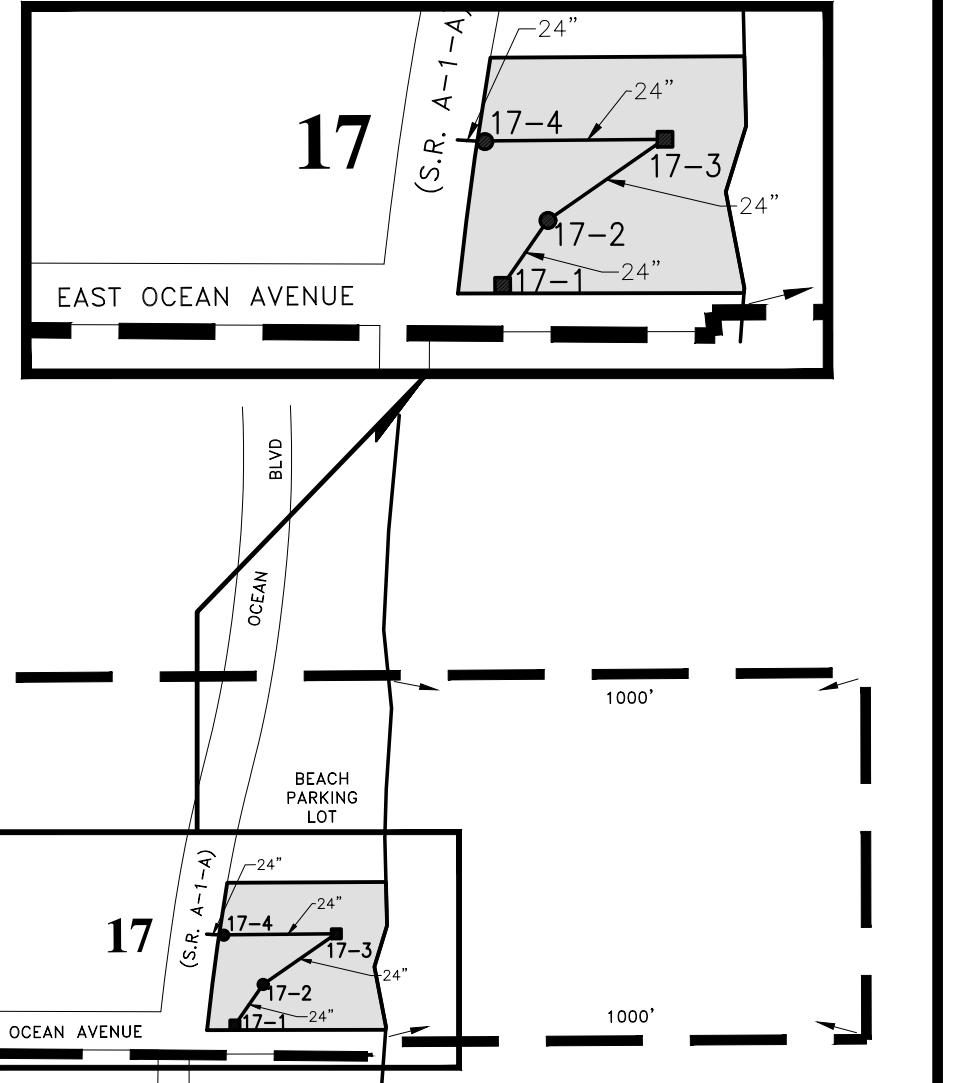 24”
(S.R. A-1-A)
24”
17-4
17
17-3
24”
17-2
24”
17-1
EAST OCEAN AVENUE
BLVD
OCEAN
1000’
BEACH
PARKING
LOT
(S.R. A-1-A)
24”
24”
17-4
17
17-3
24”
17-2
24”
17-1
1000’
OCEAN AVENUE